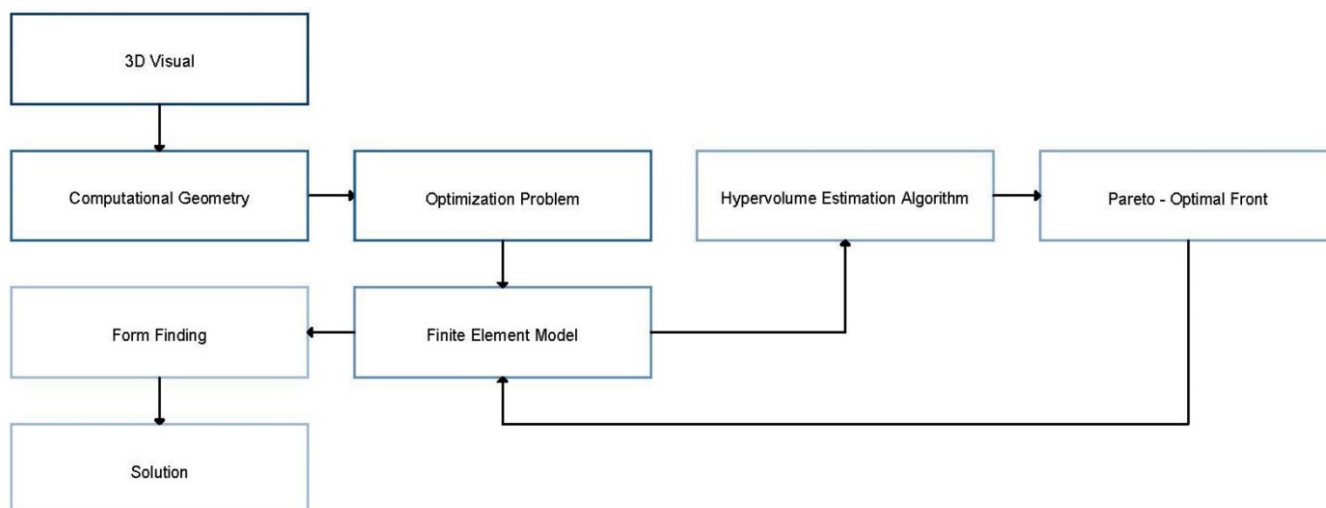 3D Visual
Computational Geometry
Optimization Problem
Hypervolume Estimation Algorithm
Pareto - Optimal Front
Form Finding
Finite Element Model
Solution